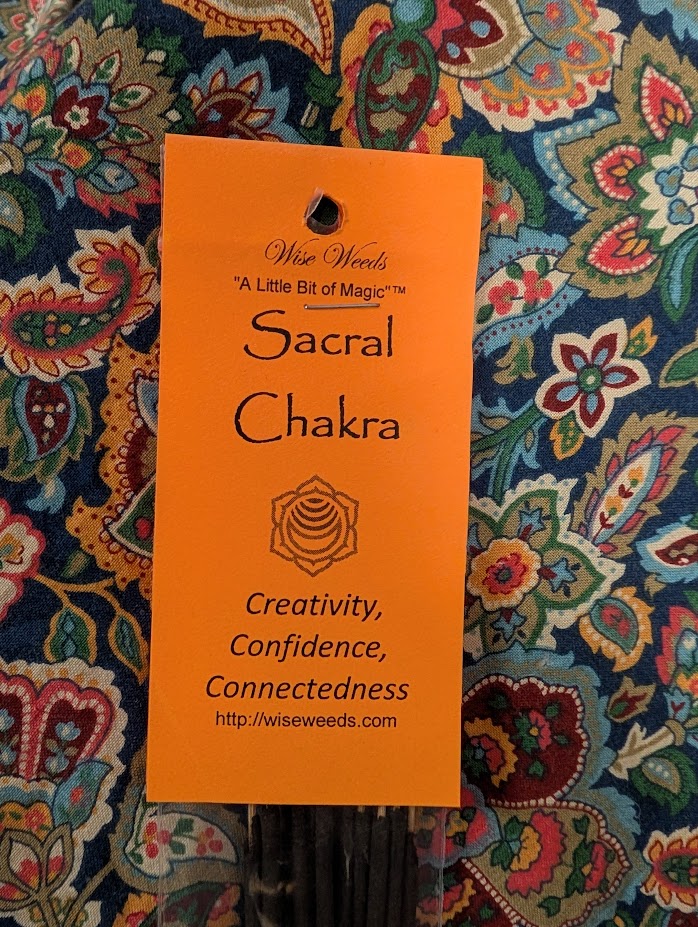 Wise Weeds
"A Little Bit of Magic"™
Sacral
Chakra
Creativity,
Confidence,
Connectedness
http://wiseweeds.com